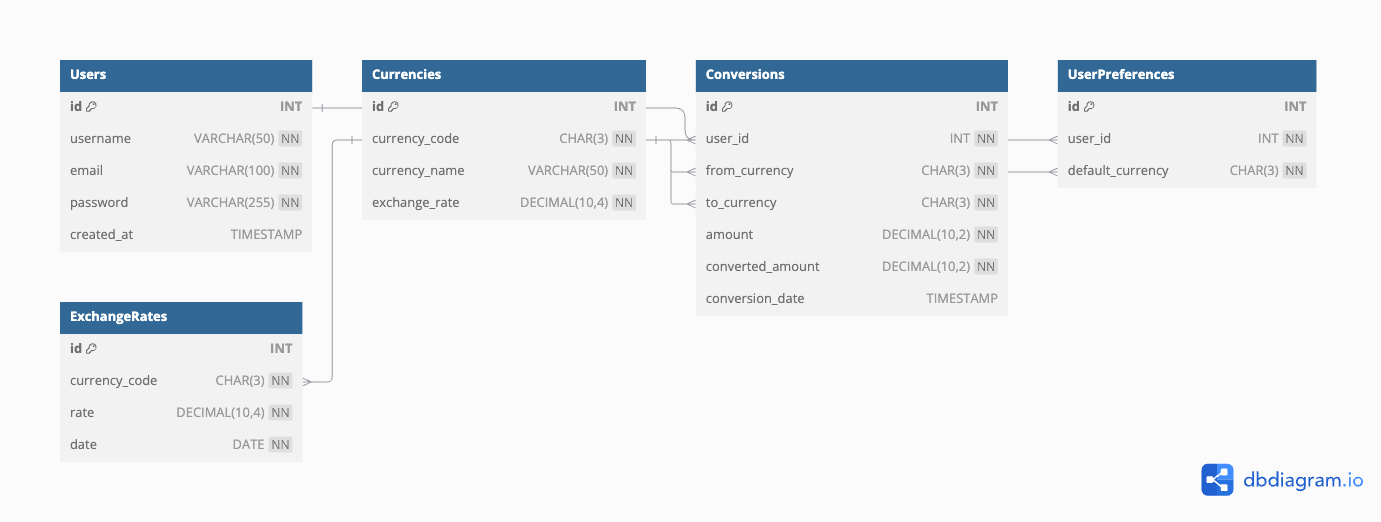 Users
id INT
username VARCHAR(50) NN
email VARCHAR(100) NN
password VARCHAR(255) NN
created_at TIMESTAMP
Currencies
id INT
currency_code CHAR(3) NN
currency_name VARCHAR(50) NN
exchange_rate DECIMAL(10,4) NN
Conversions
id INT
user_id INT NN
from_currency CHAR(3) NN
to_currency CHAR(3) NN
amount DECIMAL(10,2) NN
converted_amount DECIMAL(10,2) NN
conversion_date TIMESTAMP
UserPreferences
id INT
user_id INT NN
default_currency CHAR(3) NN
ExchangeRates
id INT
currency_code CHAR(3) NN
rate DECIMAL(10,4) NN
date DATE NN
dbdiagram.io